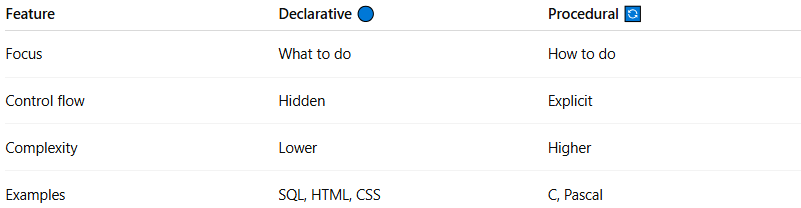 Feature Declarative 🔵 Procedural 🔄
Focus What to do How to do
Control flow Hidden Explicit
Complexity Lower Higher
Examples SQL, HTML, CSS C, Pascal